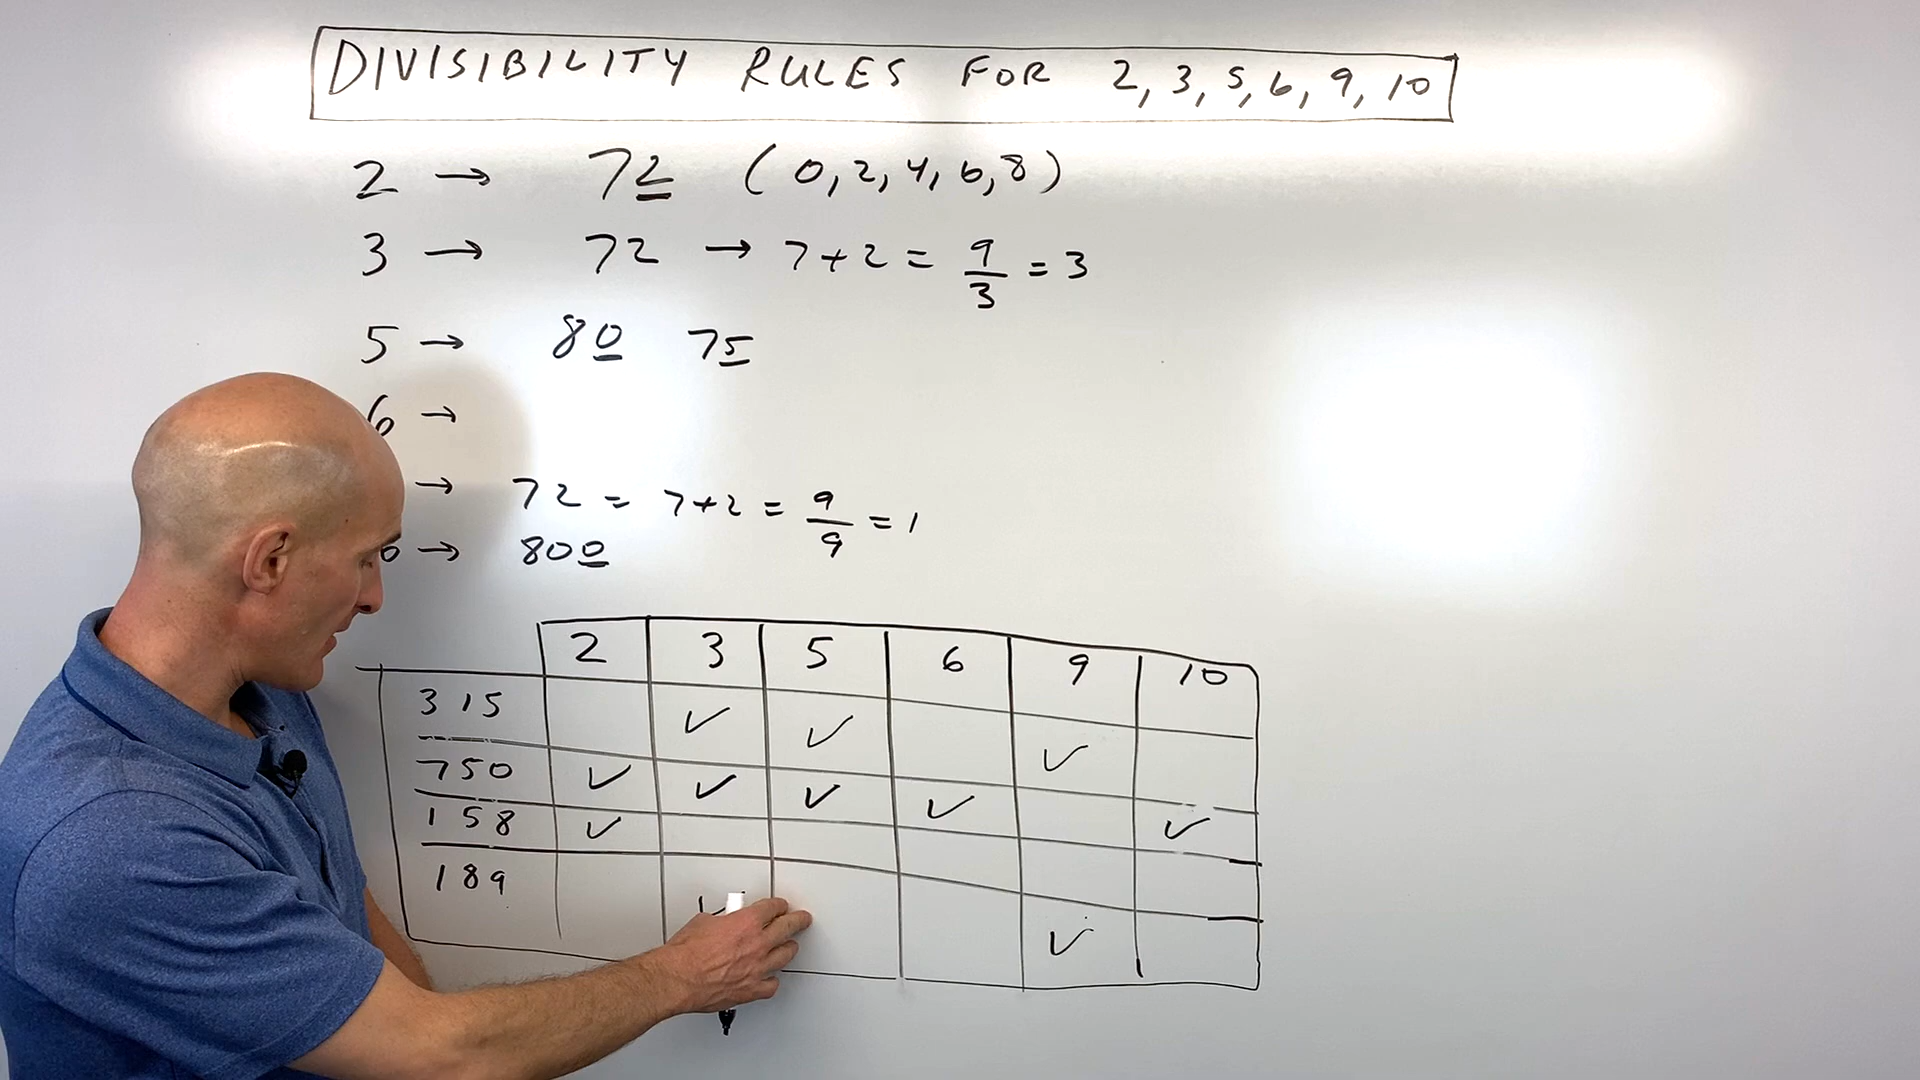 DIVISIBILITY RULES FOR 2, 3, 5, 6, 9, 10
2 → 72 (0, 2, 4, 6, 8)
3 → 72 → 7+2 = 9/3 = 3
5 → 80 75
6 →
→ 72 = 7+2 = 9/9 = 1
0 → 800
2 3 5 6 9 10
315 ✓ ✓ ✓
750 ✓ ✓ ✓ ✓ ✓
158 ✓
189 ✓ ✓